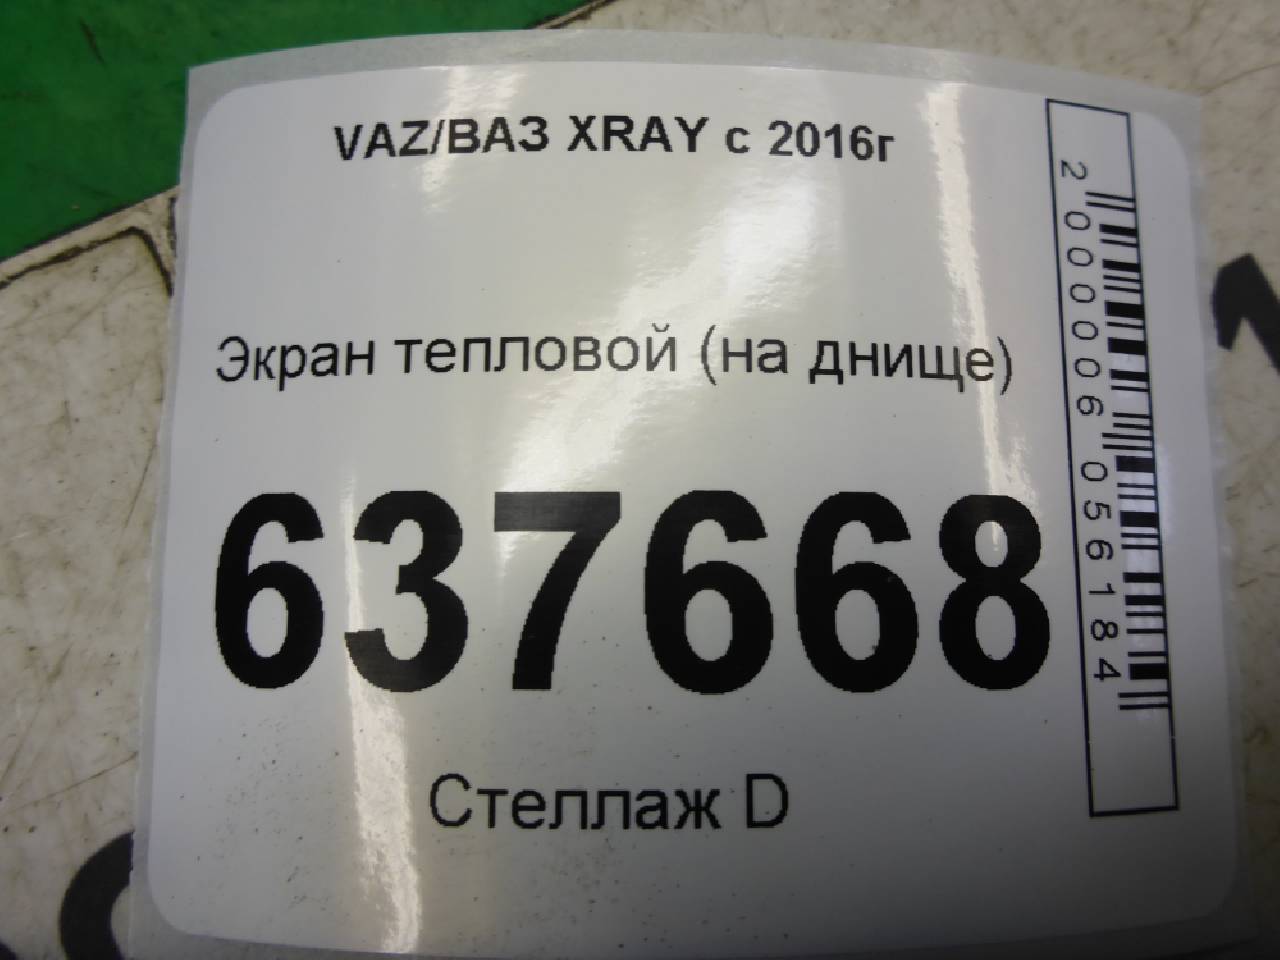 VAZ/ВАЗ XRAY с 2016г
Экран тепловой (на днище)
637668
Стеллаж D
2000006056184